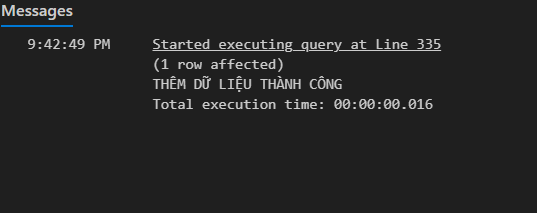 Messages
9:42:49 PM Started executing query at Line 335
(1 row affected)
THÊM DỮ LIỆU THÀNH CÔNG
Total execution time: 00:00:00.016